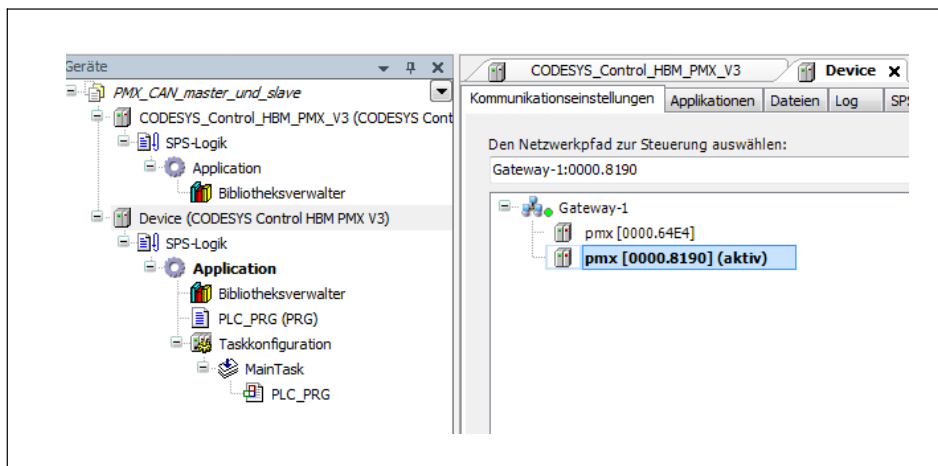 Geräte
PMX_CAN_master_und_slave
CODESYS_Control_HBM_PMX_V3 (CODESYS Cont
SPS-Logik
Application
Bibliotheksverwalter
Device (CODESYS Control HBM PMX V3)
SPS-Logik
Application
Bibliotheksverwalter
PLC_PRG (PRG)
Taskkonfiguration
MainTask
PLC_PRG
CODESYS_Control_HBM_PMX_V3
Device
Kommunikationseinstellungen
Applikationen
Dateien
Log
SPS
Den Netzwerkpfad zur Steuerung auswählen:
Gateway-1:0000.8190
Gateway-1
pmx [0000.64E4]
pmx [0000.8190] (aktiv)